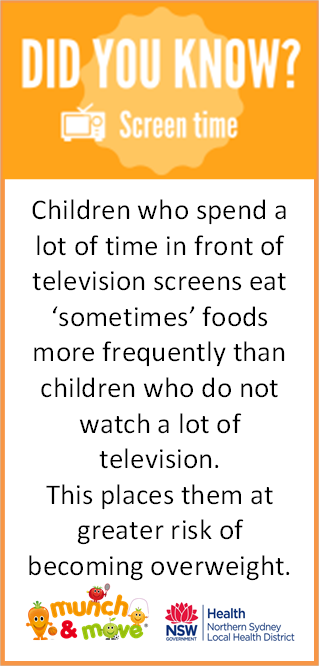 DID YOU KNOW?
Screen time
Children who spend a
lot of time in front of
television screens eat
‘sometimes’ foods
more frequently than
children who do not
watch a lot of
television.
This places them at
greater risk of
becoming overweight.
munch
& move
NSW
GOVERNMENT
Health
Northern Sydney
Local Health District